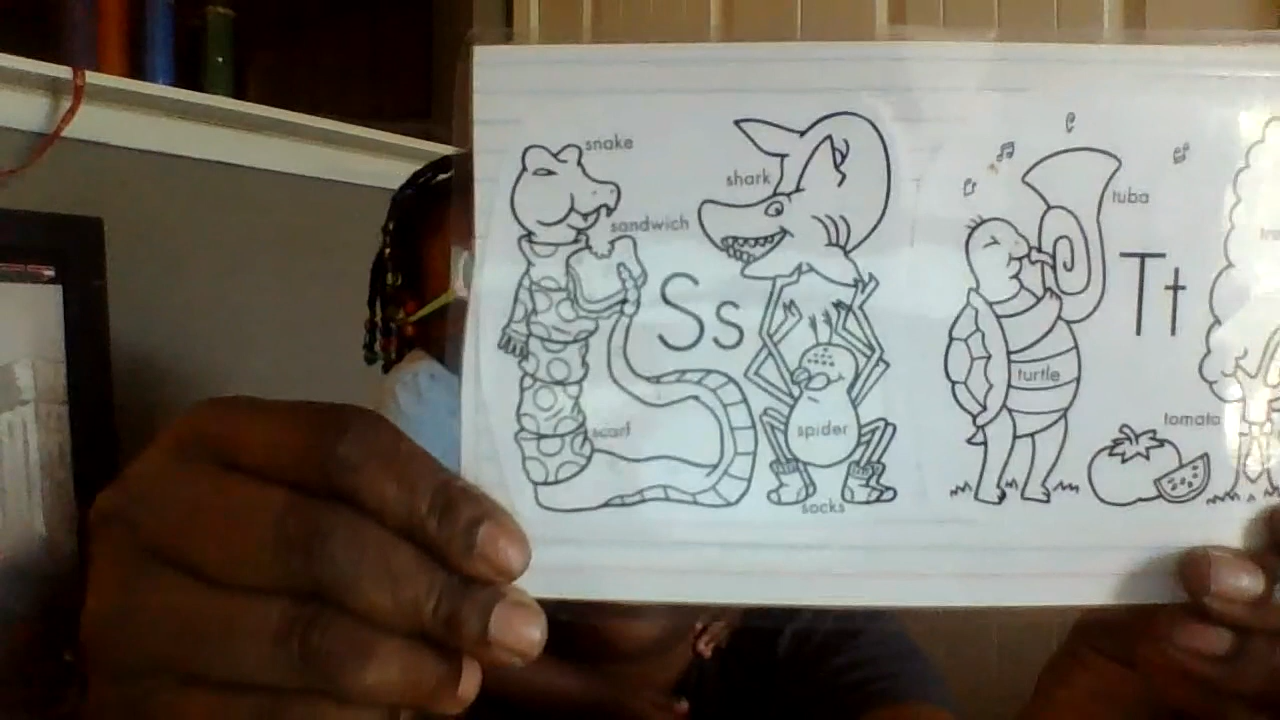 snake
sandwich
shark
Ss
scarf
spider
socks
tuba
Tt
turtle
tomato